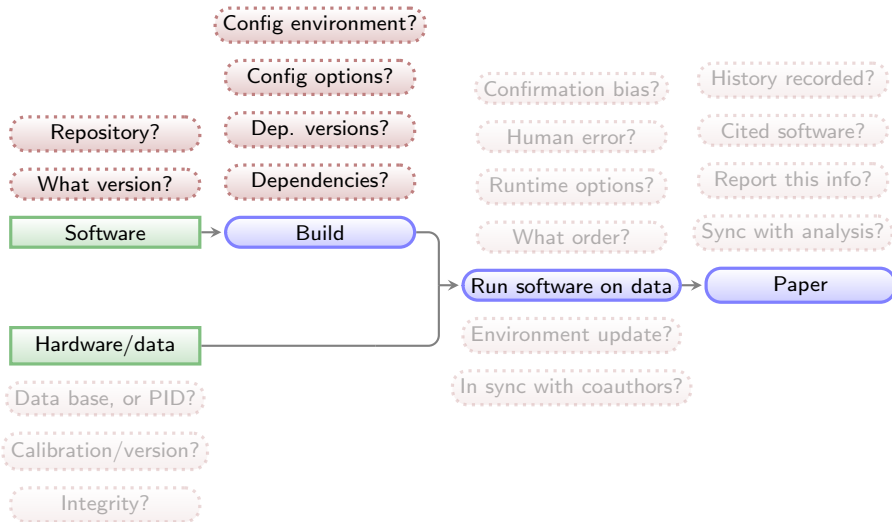 Config environment?
Config options?
Dep. versions?
Dependencies?
Repository?
What version?
Software
Build
Confirmation bias?
Human error?
Runtime options?
What order?
History recorded?
Cited software?
Report this info?
Sync with analysis?
Run software on data
Paper
Hardware/data
Environment update?
In sync with coauthors?
Data base, or PID?
Calibration/version?
Integrity?